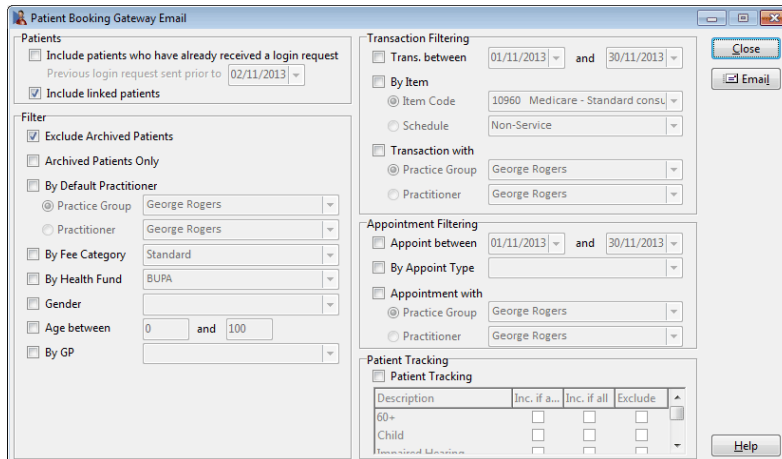 Patient Booking Gateway Email
Patients
Include patients who have already received a login request
Previous login request sent prior to 02/11/2013
Include linked patients
Filter
Exclude Archived Patients
Archived Patients Only
By Default Practitioner
Practice Group George Rogers
Practitioner George Rogers
By Fee Category Standard
By Health Fund BUPA
Gender
Age between 0 and 100
By GP
Transaction Filtering
Trans. between 01/11/2013 and 30/11/2013
By Item
Item Code 10960 Medicare - Standard consu
Schedule Non-Service
Transaction with
Practice Group George Rogers
Practitioner George Rogers
Appointment Filtering
Appoint between 01/11/2013 and 30/11/2013
By Appoint Type
Appointment with
Practice Group George Rogers
Practitioner George Rogers
Patient Tracking
Patient Tracking
Description Inc. if a... Inc. if all Exclude
60+
Child
Impaired Hearing
Close
Email
Help